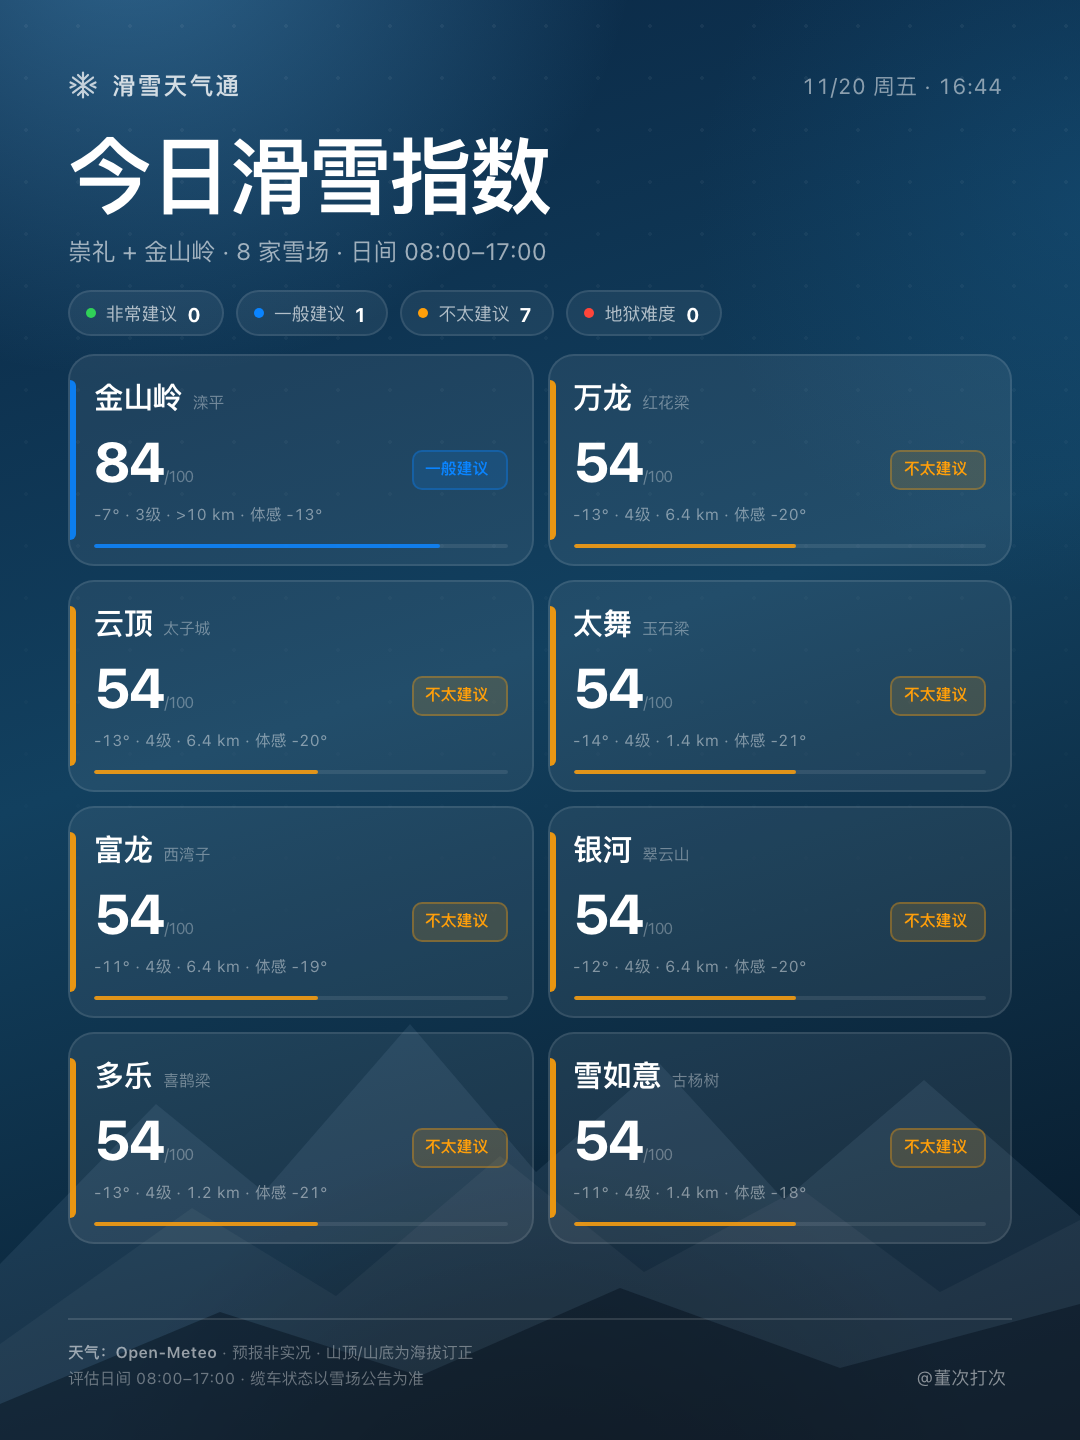 滑雪天气通
11/20 周五 · 16:44
今日滑雪指数
崇礼 + 金山岭 · 8 家雪场 · 日间 08:00–17:00
非常建议 0
一般建议 1
不太建议 7
地狱难度 0
金山岭 滦平
84/100
一般建议
-7° · 3级 · >10 km · 体感 -13°
万龙 红花梁
54/100
不太建议
-13° · 4级 · 6.4 km · 体感 -20°
云顶 太子城
54/100
不太建议
-13° · 4级 · 6.4 km · 体感 -20°
太舞 玉石梁
54/100
不太建议
-14° · 4级 · 1.4 km · 体感 -21°
富龙 西湾子
54/100
不太建议
-11° · 4级 · 6.4 km · 体感 -19°
银河 翠云山
54/100
不太建议
-12° · 4级 · 6.4 km · 体感 -20°
多乐 喜鹊梁
54/100
不太建议
-13° · 4级 · 1.2 km · 体感 -21°
雪如意 古杨树
54/100
不太建议
-11° · 4级 · 1.4 km · 体感 -18°
天气：Open-Meteo · 预报非实况 · 山顶/山底为海拔订正
评估日间 08:00–17:00 · 缆车状态以雪场公告为准
@董次打次